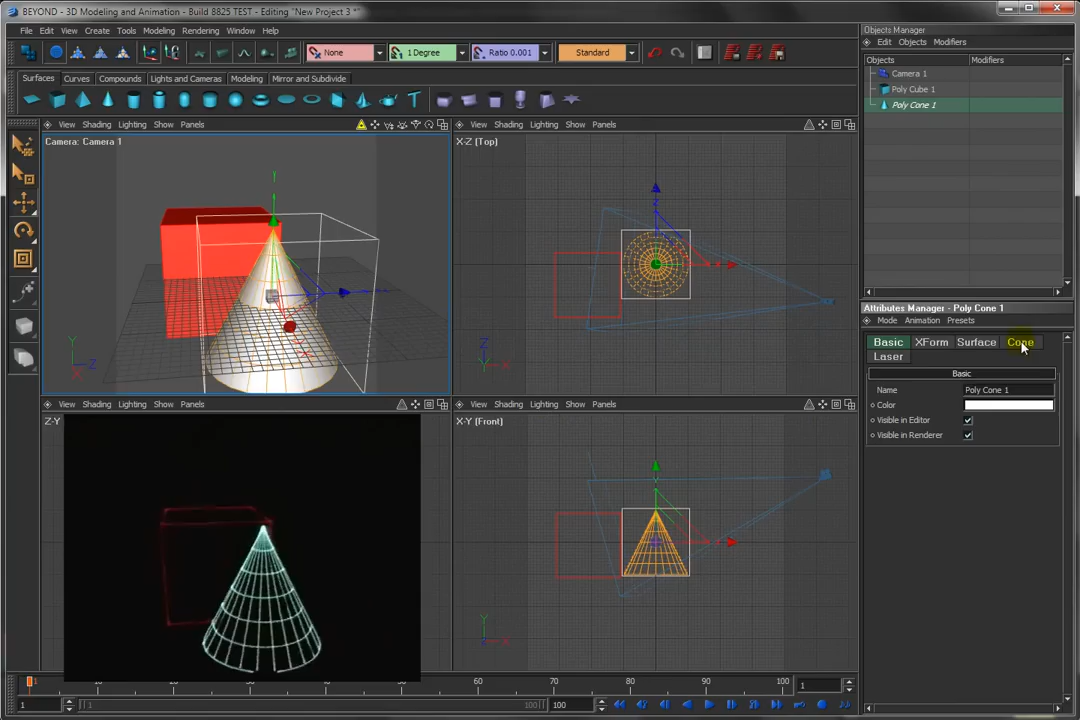 BEYOND - 3D Modeling and Animation - Build 8825 TEST - Editing "New Project 3 *"
File Edit View Create Tools Modeling Rendering Window Help
None 1 Degree Ratio 0.001 Standard
Surfaces Curves Compounds Lights and Cameras Modeling Mirror and Subdivide
View Shading Lighting Show Panels
View Shading Lighting Show Panels
Camera: Camera 1
X-Z [Top]
Y
Z
X
Y
Z
X
Z
X
View Shading Lighting Show Panels
View Shading Lighting Show Panels
Z-Y
X-Y [Front]
Y
X
60 70 80 90 100
1
1 1 100 100
Objects Manager
Edit Objects Modifiers
Objects Modifiers
Camera 1
Poly Cube 1
Poly Cone 1
Attributes Manager - Poly Cone 1
Mode Animation Presets
Basic XForm Surface Cone
Laser
Basic
Name Poly Cone 1
Color
Visible in Editor
Visible in Renderer